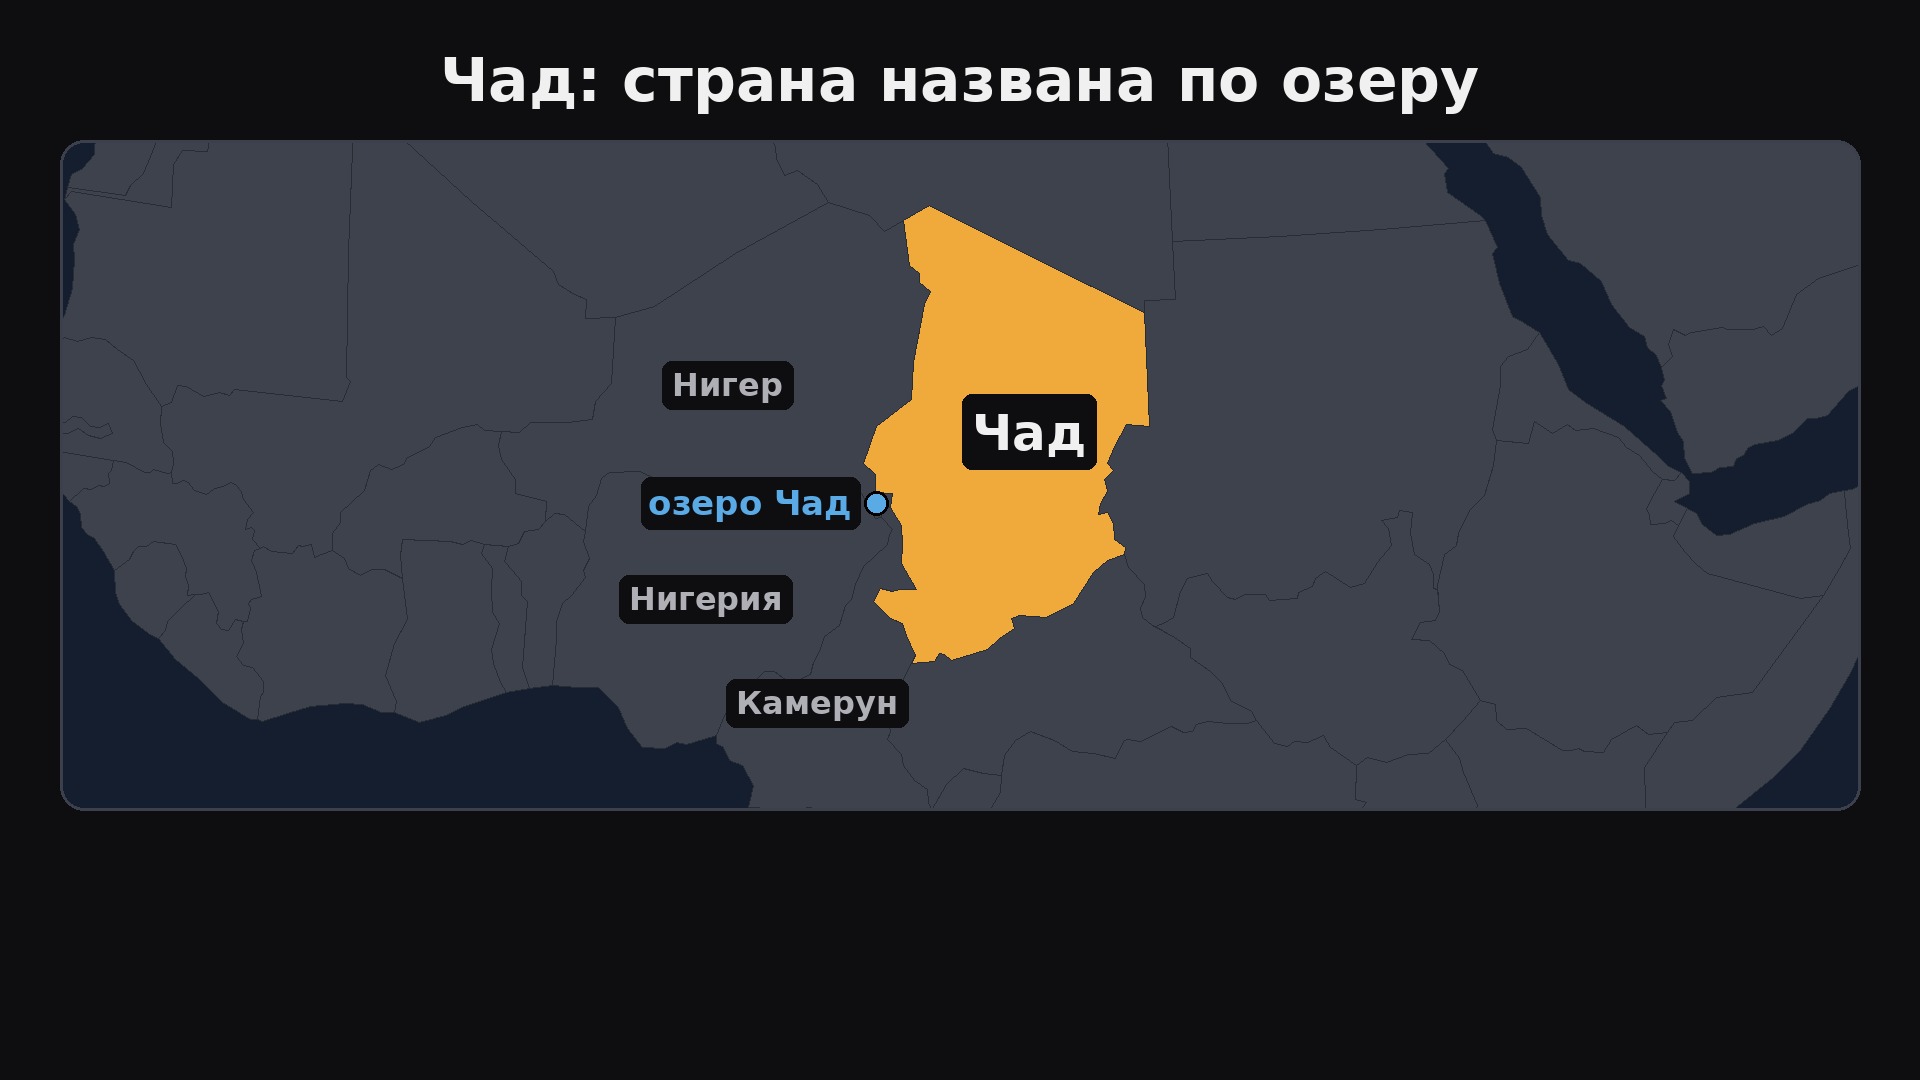 Чад: страна названа по озеру
Нигер
Чад
озеро Чад
Нигерия
Камерун